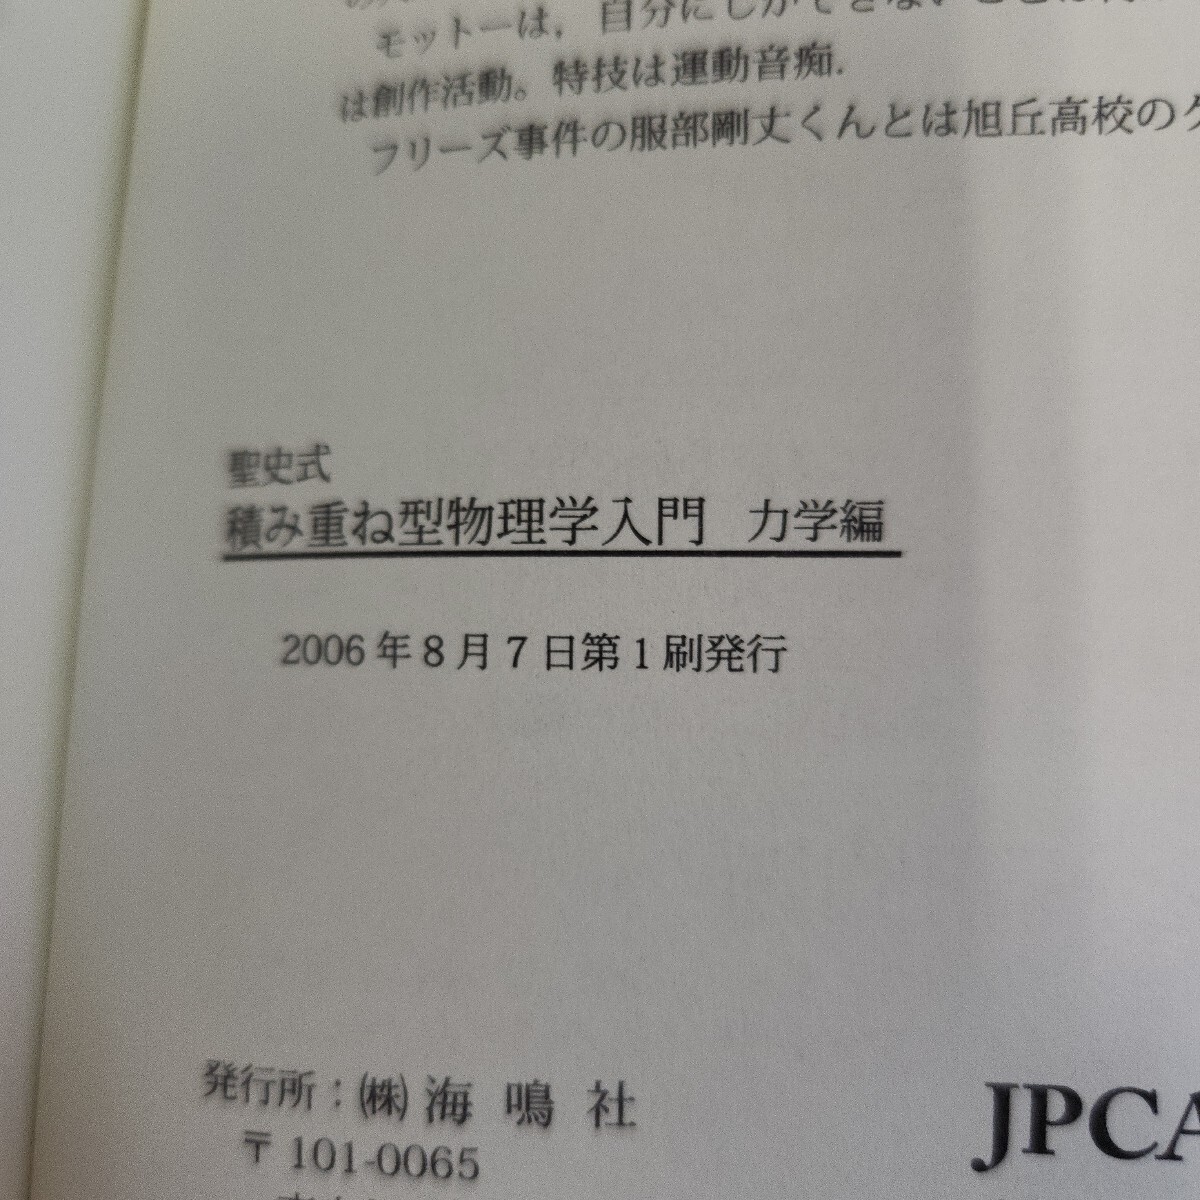 モットーは，自分にしかできないことは
は創作活動。特技は運動音痴．
フリーズ事件の服部剛丈くんとは旭丘高校の
聖史式
積み重ね型物理学入門 力学編
2006年8月7日第1刷発行
発行所：㈱ 海 鳴 社
JPCA
〒101-0065